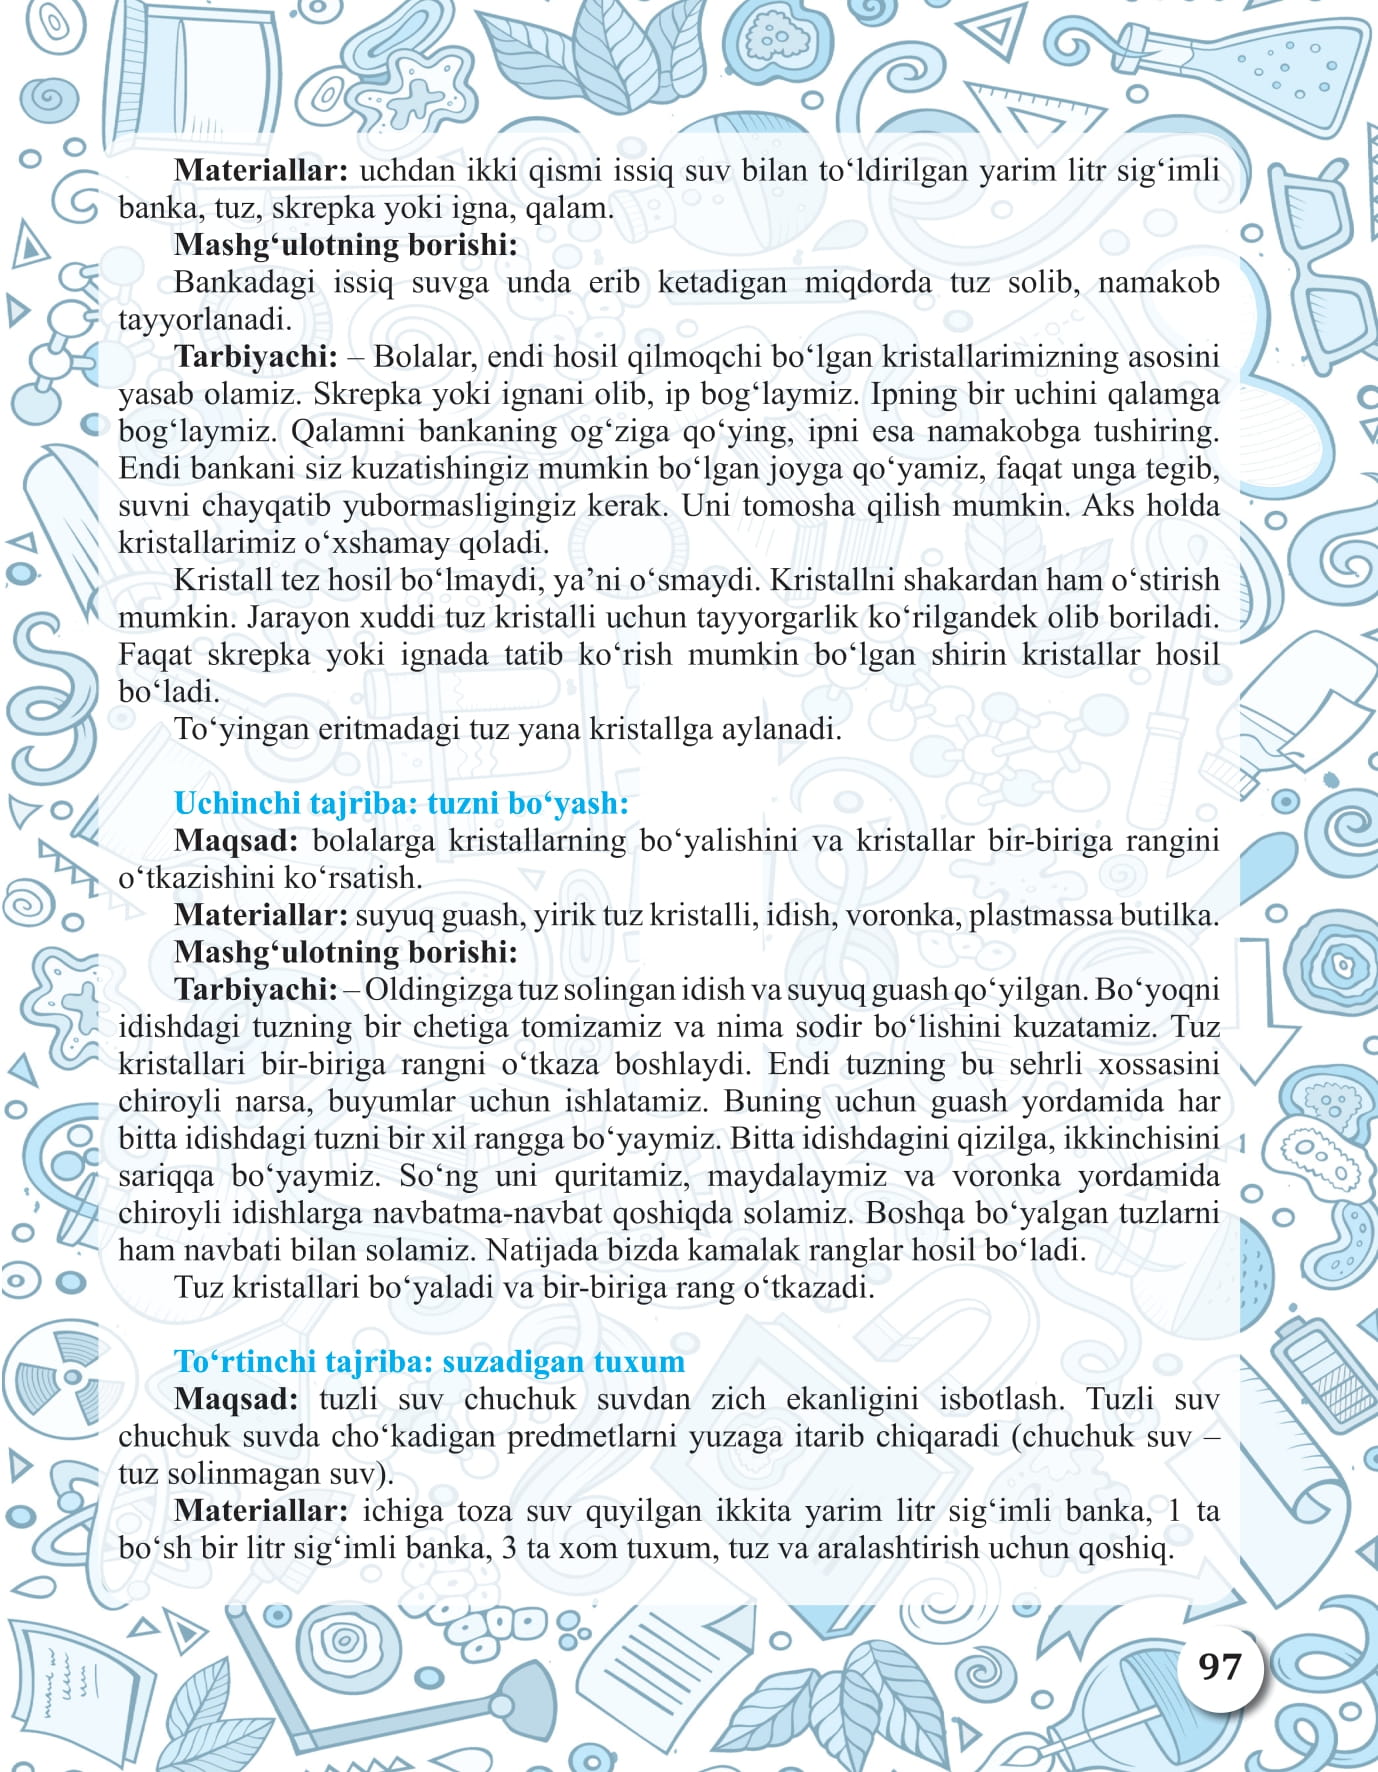 Materiallar: uchdan ikki qismi issiq suv bilan to‘ldirilgan yarim litr sig‘imli
banka, tuz, skrepka yoki igna, qalam.
Mashg‘ulotning borishi:
Bankadagi issiq suvga unda erib ketadigan miqdorda tuz solib, namakob
tayyorlanadi.
Tarbiyachi: – Bolalar, endi hosil qilmoqchi bo‘lgan kristallarimizning asosini
yasab olamiz. Skrepka yoki ignani olib, ip bog‘laymiz. Ipning bir uchini qalamga
bog‘laymiz. Qalamni bankaning og‘ziga qo‘ying, ipni esa namakobga tushiring.
Endi bankani siz kuzatishingiz mumkin bo‘lgan joyga qo‘yamiz, faqat unga tegib,
suvni chayqatib yubormasligingiz kerak. Uni tomosha qilish mumkin. Aks holda
kristallarimiz o‘xshamay qoladi.
Kristall tez hosil bo‘lmaydi, ya’ni o‘smaydi. Kristallni shakardan ham o‘stirish
mumkin. Jarayon xuddi tuz kristalli uchun tayyorgarlik ko‘rilgandek olib boriladi.
Faqat skrepka yoki ignada tatib ko‘rish mumkin bo‘lgan shirin kristallar hosil
bo‘ladi.
To‘yingan eritmadagi tuz yana kristallga aylanadi.
Uchinchi tajriba: tuzni bo‘yash:
Maqsad: bolalarga kristallarning bo‘yalishini va kristallar bir-biriga rangini
o‘tkazishini ko‘rsatish.
Materiallar: suyuq guash, yirik tuz kristalli, idish, voronka, plastmassa butilka.
Mashg‘ulotning borishi:
Tarbiyachi: – Oldingizga tuz solingan idish va suyuq guash qo‘yilgan. Bo‘yoqni
idishdagi tuzning bir chetiga tomizamiz va nima sodir bo‘lishini kuzatamiz. Tuz
kristallari bir-biriga rangni o‘tkaza boshlaydi. Endi tuzning bu sehrli xossasini
chiroyli narsa, buyumlar uchun ishlatamiz. Buning uchun guash yordamida har
bitta idishdagi tuzni bir xil rangga bo‘yaymiz. Bitta idishdagini qizilga, ikkinchisini
sariqqa bo‘yaymiz. So‘ng uni quritamiz, maydalaymiz va voronka yordamida
chiroyli idishlarga navbatma-navbat qoshiqda solamiz. Boshqa bo‘yalgan tuzlarni
ham navbati bilan solamiz. Natijada bizda kamalak ranglar hosil bo‘ladi.
Tuz kristallari bo‘yaladi va bir-biriga rang o‘tkazadi.
To‘rtinchi tajriba: suzadigan tuxum
Maqsad: tuzli suv chuchuk suvdan zich ekanligini isbotlash. Tuzli suv
chuchuk suvda cho‘kadigan predmetlarni yuzaga itarib chiqaradi (chuchuk suv –
tuz solinmagan suv).
Materiallar: ichiga toza suv quyilgan ikkita yarim litr sig‘imli banka, 1 ta
bo‘sh bir litr sig‘imli banka, 3 ta xom tuxum, tuz va aralashtirish uchun qoshiq.
97